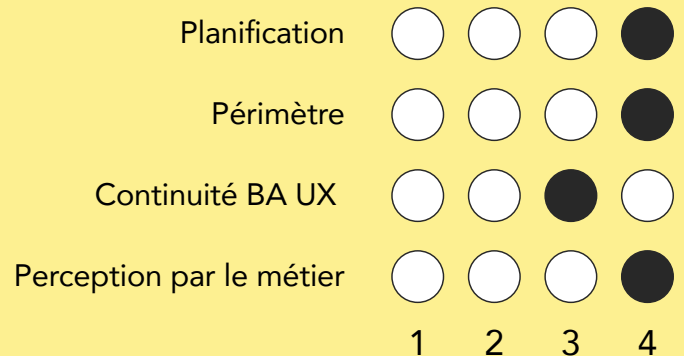 Planification
Périmètre
Continuité BA UX
Perception par le métier
1 2 3 4